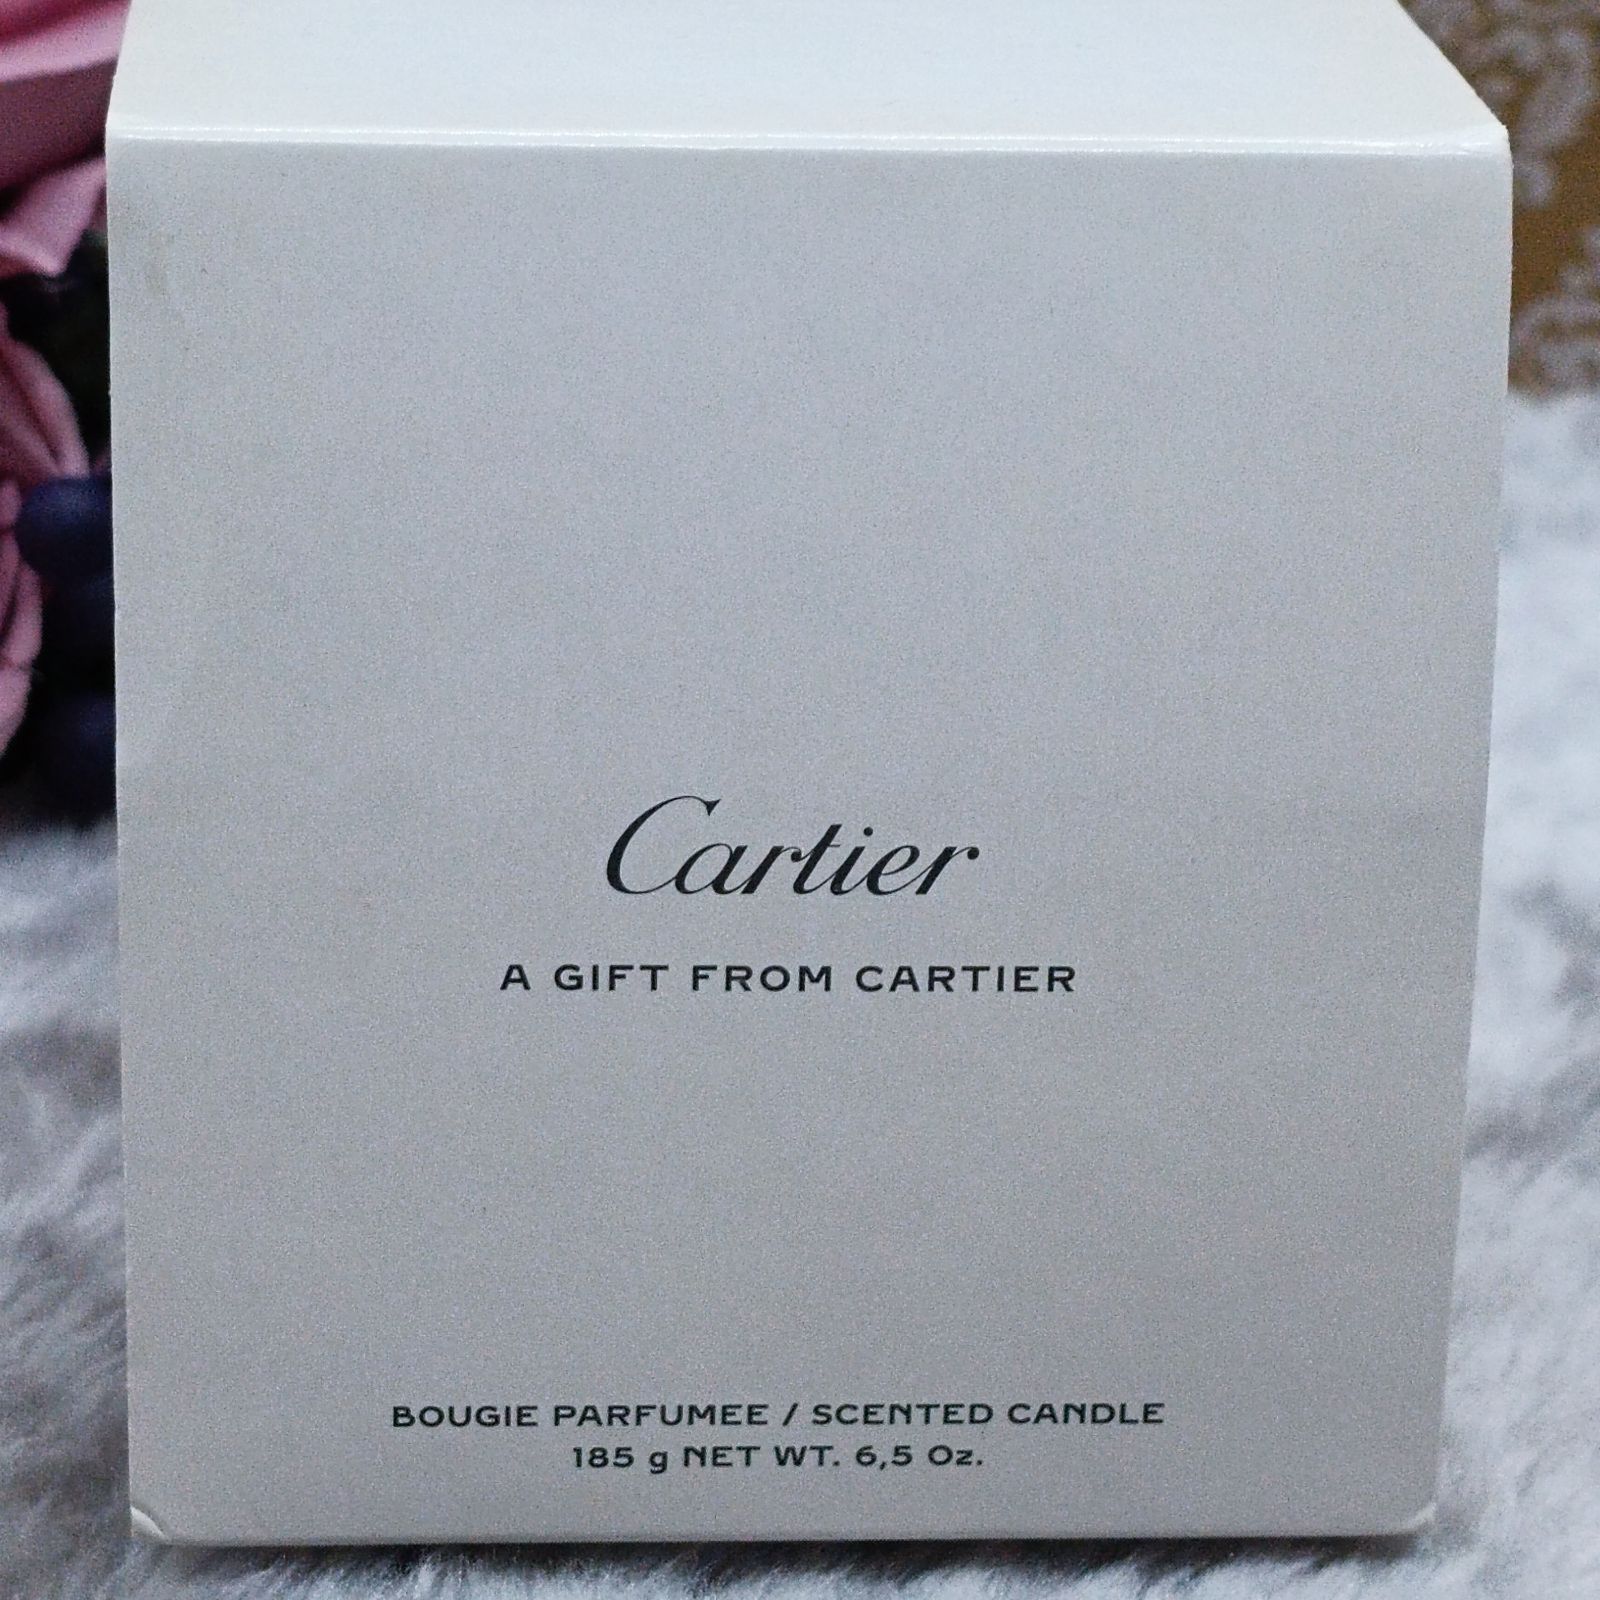 Cartier
A GIFT FROM CARTIER
BOUGIE PARFUMEE / SCENTED CANDLE
185 g NET WT. 6,5 Oz.